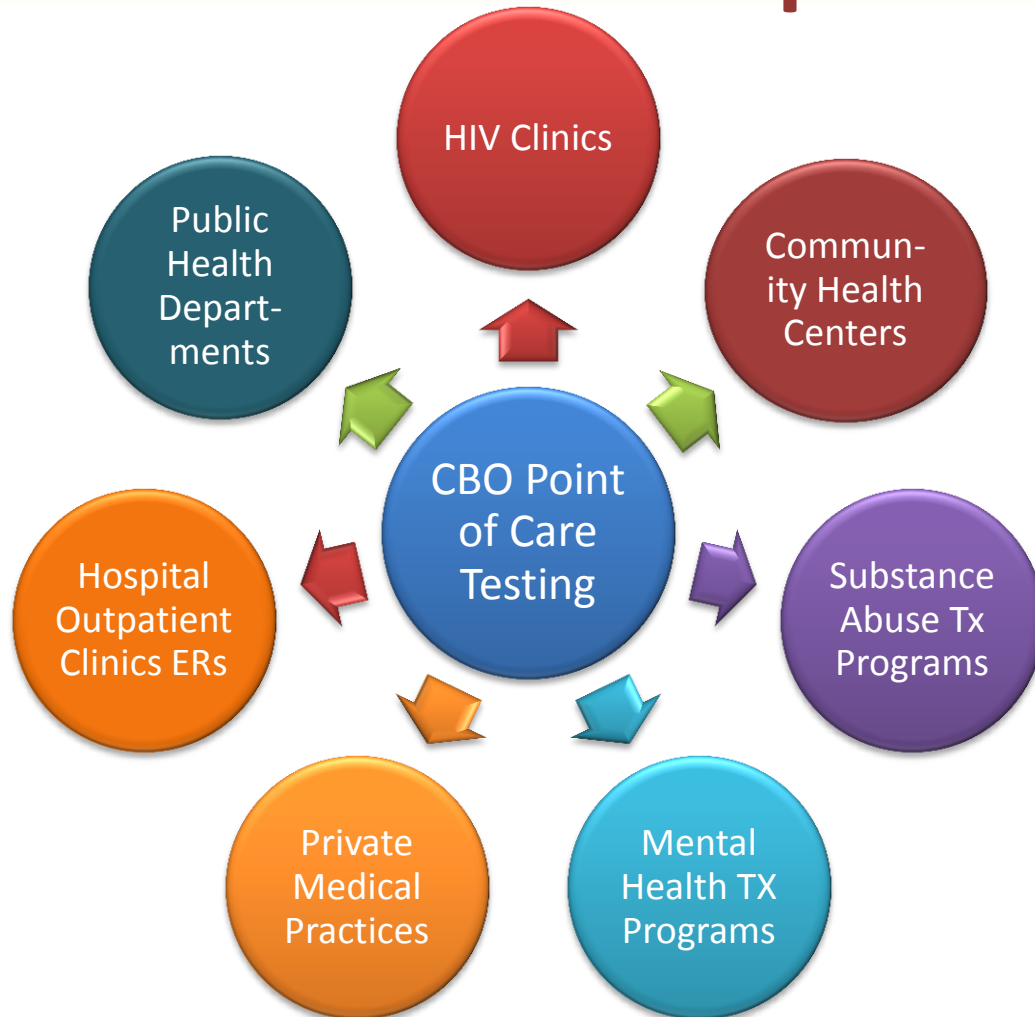 HIV Clinics
Public
Health
Depart-
ments
Commun-
ity Health
Centers
CBO Point
of Care
Testing
Hospital
Outpatient
Clinics ERs
Substance
Abuse Tx
Programs
Private
Medical
Practices
Mental
Health TX
Programs